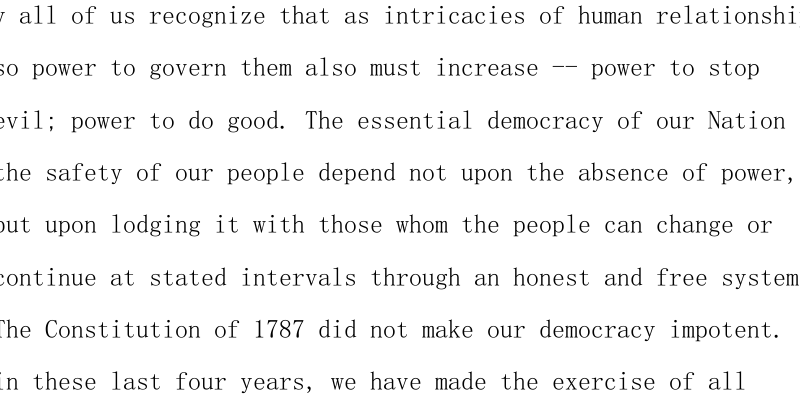 all of us recognize that as intricacies of human
so power to govern them also must increase -- power to stop
evil; power to do good. The essential democracy of our Nation
the safety of our people depend not upon the absence of power,
but upon lodging it with those whom the people can change or
continue at stated intervals through an honest and free system
The Constitution of 1787 did not make our democracy impotent.
in these last four years, we have made the exercise of all